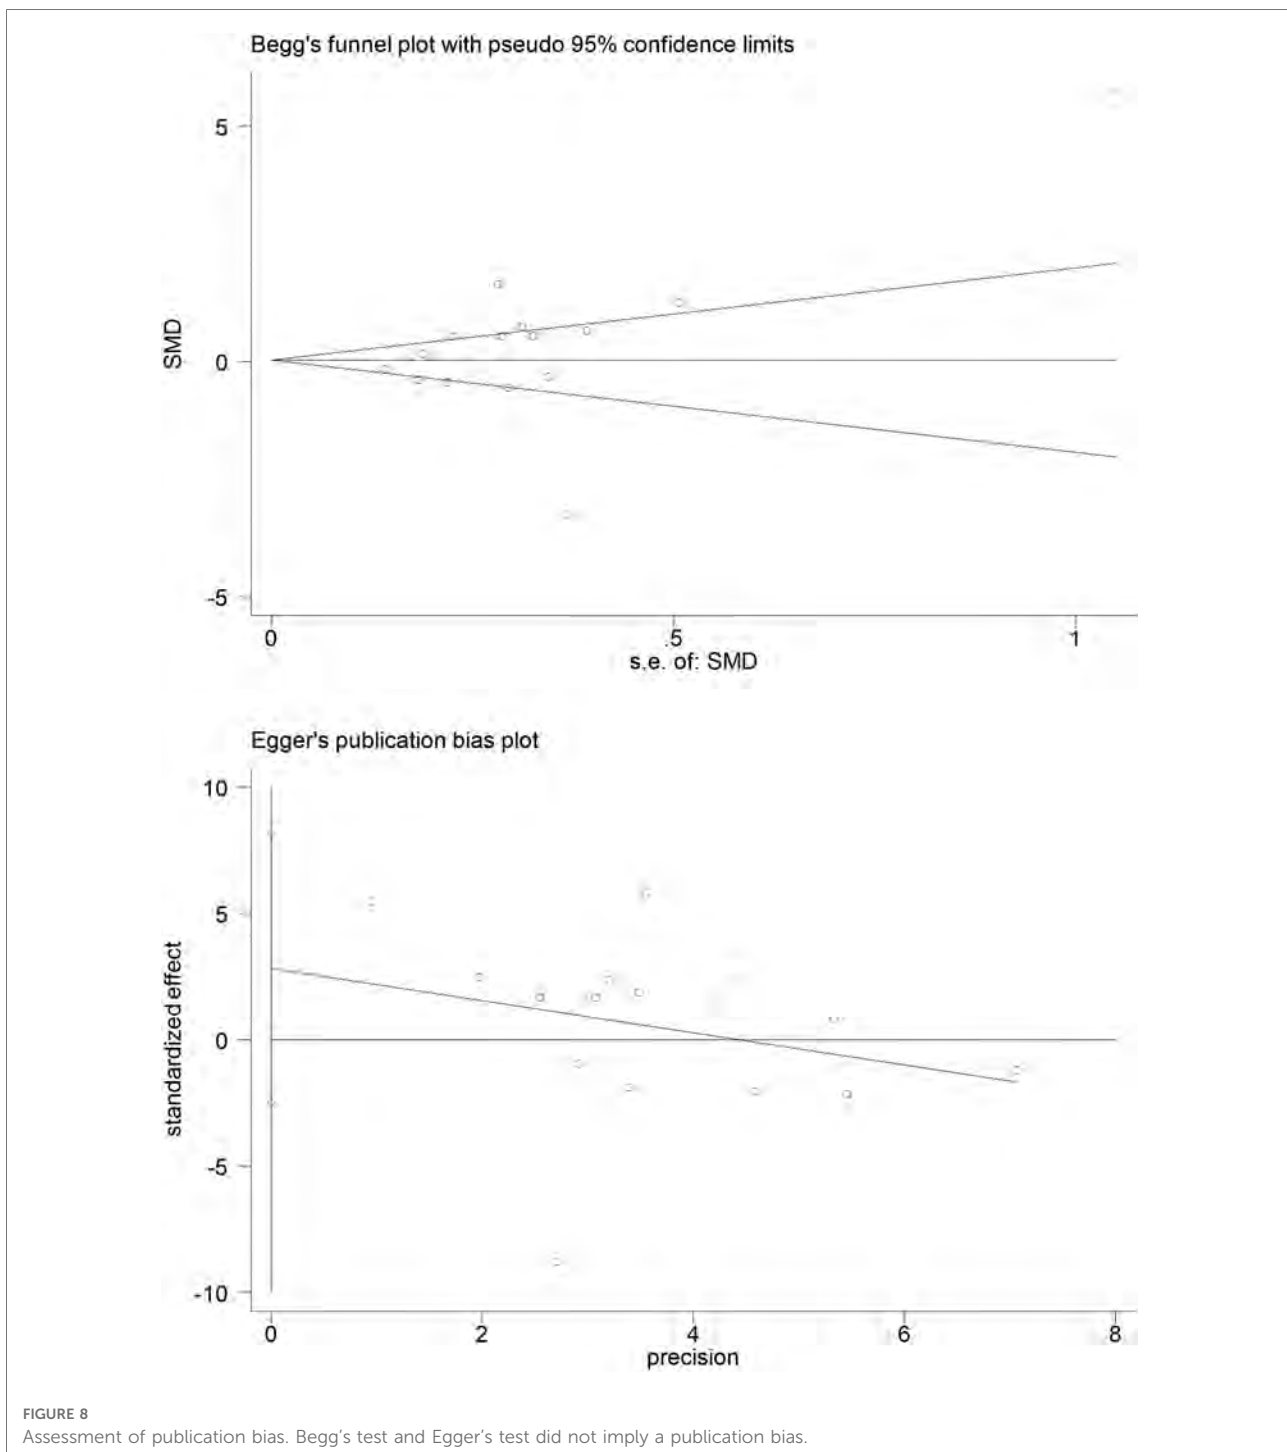 Begg's funnel plot with pseudo 95% confidence limits
5
0
-5
SMD
0
.5
1
s.e. of: SMD
Egger's publication bias plot
10
5
0
-5
-10
standardized effect
0
2
4
6
8
precision
FIGURE 8
Assessment of publication bias. Begg's test and Egger's test did not imply a publication bias.